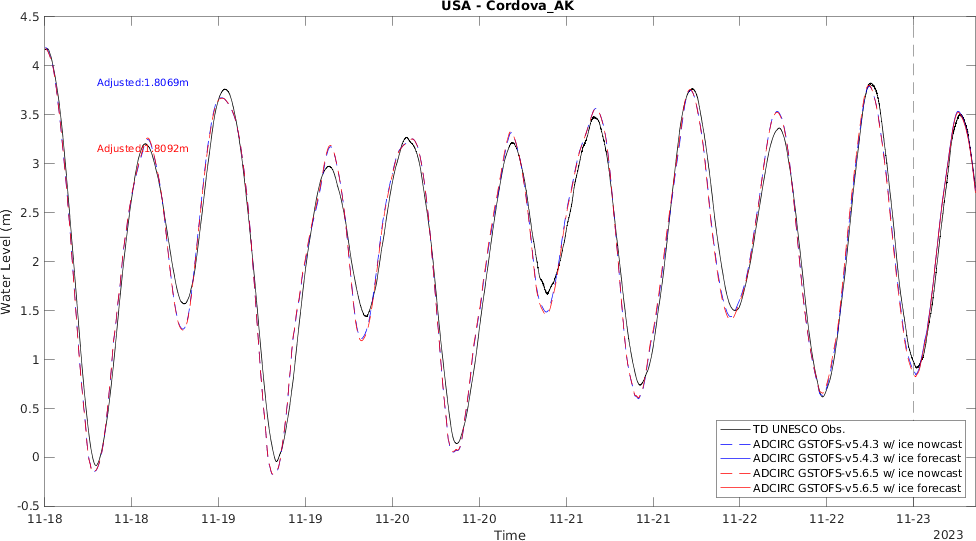 USA - Cordova_AK
4.5
4
3.5
3
2.5
2
1.5
1
0.5
0
-0.5
Water Level (m)
Adjusted:1.8069m
Adjusted:1.8092m
TD UNESCO Obs.
ADCIRC GSTOFS-v5.4.3 w/ ice nowcast
ADCIRC GSTOFS-v5.4.3 w/ ice forecast
ADCIRC GSTOFS-v5.6.5 w/ ice nowcast
ADCIRC GSTOFS-v5.6.5 w/ ice forecast
11-18 11-18 11-19 11-19 11-20 11-20 11-21 11-21 11-22 11-22 11-23
Time
2023